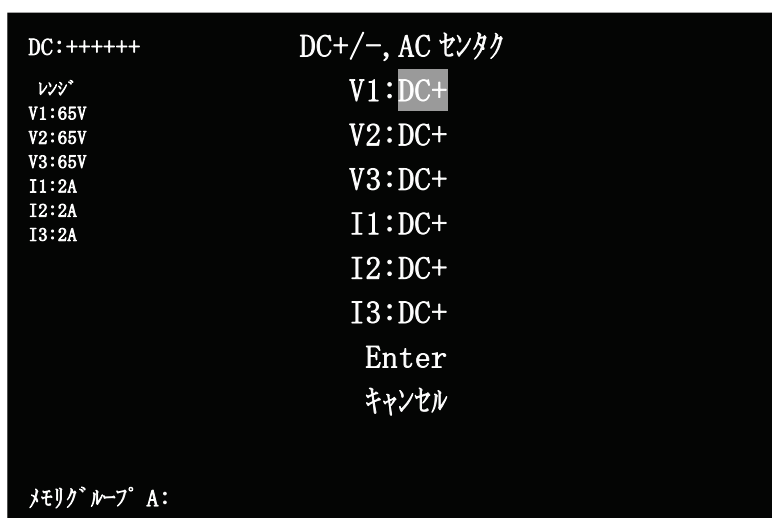 DC:++++++
DC+/−, AC センタク
レンジ
V1:65V
V2:65V
V3:65V
I1:2A
I2:2A
I3:2A
V1:DC+
V2:DC+
V3:DC+
I1:DC+
I2:DC+
I3:DC+
Enter
キャンセル
メモリグループ A: